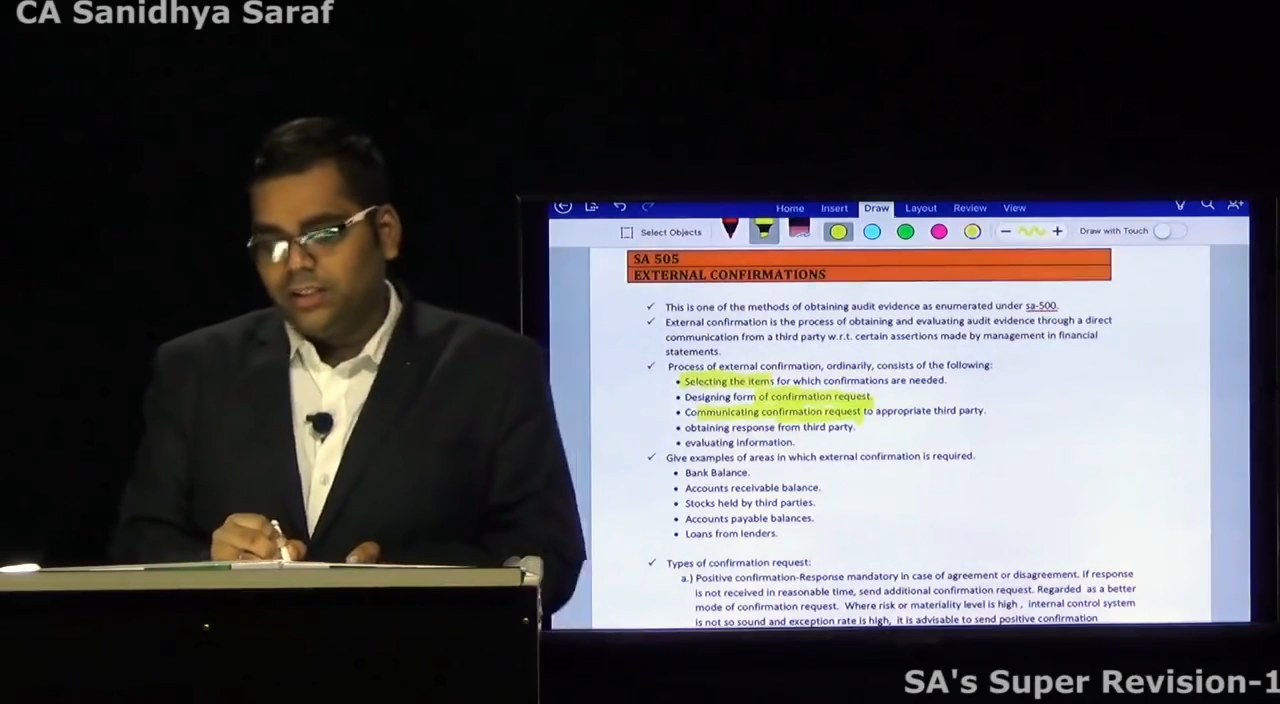 CA Sanidhya Saraf
Home Insert Draw Layout Review View
Select Objects
Draw with Touch
SA 505
EXTERNAL CONFIRMATIONS
✓ This is one of the methods of obtaining audit evidence as enumerated under sa-500.
✓ External confirmation is the process of obtaining and evaluating audit evidence through a direct
communication from a third party w.r.t. certain assertions made by management in financial
statements.
✓ Process of external confirmation, ordinarily, consists of the following:
• Selecting the items for which confirmations are needed.
• Designing form of confirmation request.
• Communicating confirmation request to appropriate third party.
• obtaining response from third party.
• evaluating information.
✓ Give examples of areas in which external confirmation is required.
• Bank Balance.
• Accounts receivable balance.
• Stocks held by third parties.
• Accounts payable balances.
• Loans from lenders.
✓ Types of confirmation request:
a.) Positive confirmation-Response mandatory in case of agreement or disagreement. If response
is not received in reasonable time, send additional confirmation request. Regarded as a better
mode of confirmation request. Where risk or materiality level is high , internal control system
is not so sound and exception rate is high, it is advisable to send positive confirmation
SA's Super Revision-1